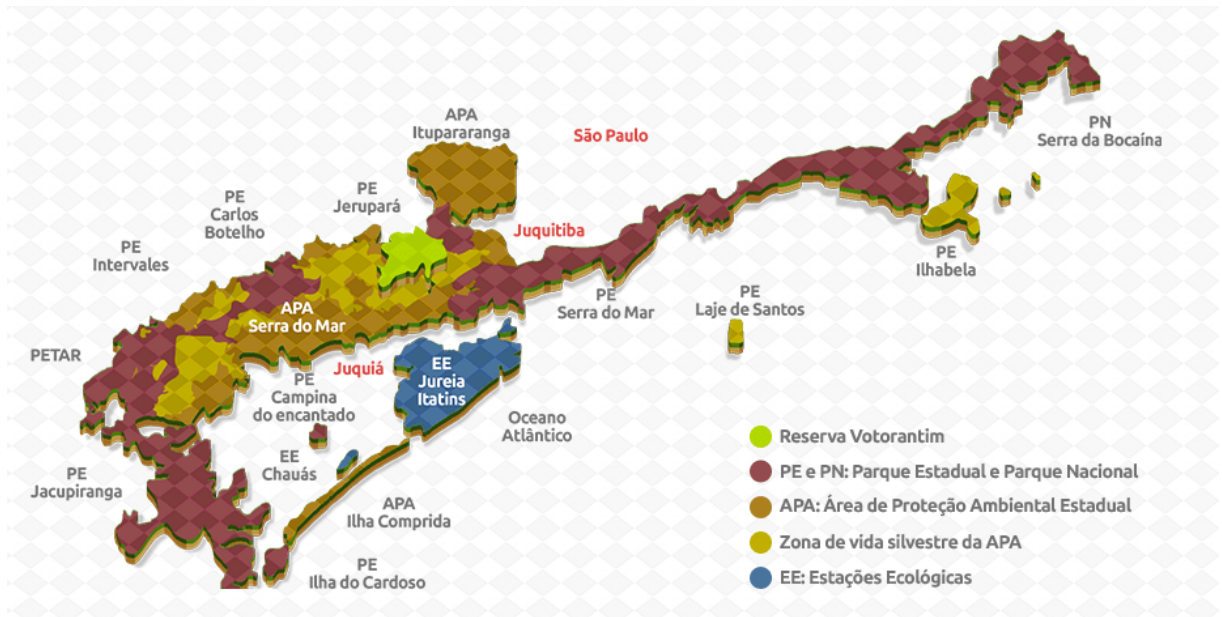 APA
Itupararanga
São Paulo
PN
Serra da Bocaína
PE
Jerupará
PE
Carlos
Botelho
Juquitiba
PE
Intervales
PE
Ilhabela
PE
Serra do Mar
PE
Laje de Santos
APA
Serra do Mar
PETAR
Juquiá
EE
Jureia
Itatins
PE
Campina
do encantado
Oceano
Atlântico
EE
Chauás
PE
Jacupiranga
APA
Ilha Comprida
PE
Ilha do Cardoso
Reserva Votorantim
PE e PN: Parque Estadual e Parque Nacional
APA: Área de Proteção Ambiental Estadual
Zona de vida silvestre da APA
EE: Estações Ecológicas